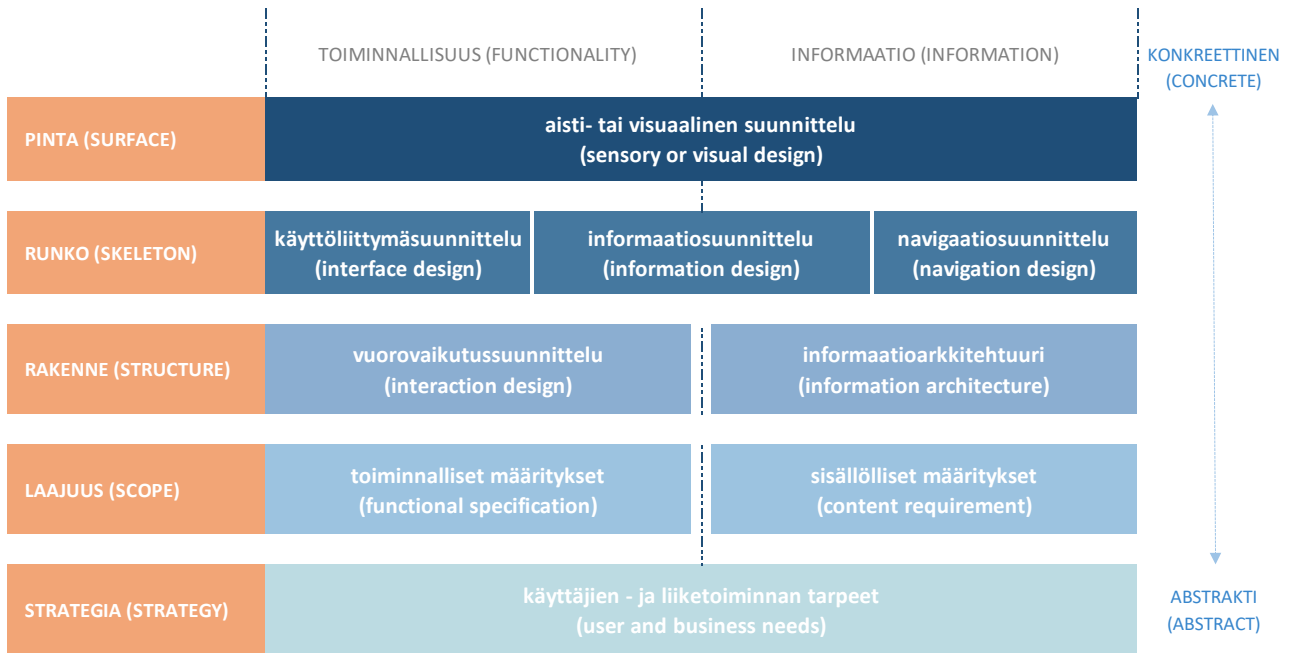 TOIMINNALLISUUS (FUNCTIONALITY)
INFORMAATIO (INFORMATION)
KONKREETTINEN
(CONCRETE)
PINTA (SURFACE)
aisti- tai visuaalinen suunnittelu
(sensory or visual design)
RUNKO (SKELETON)
käyttöliittymäsuunnittelu
(interface design)
informaatiosuunnittelu
(information design)
navigaatiosuunnittelu
(navigation design)
RAKENNE (STRUCTURE)
vuorovaikutussuunnittelu
(interaction design)
informaatioarkkitehtuuri
(information architecture)
LAAJUUS (SCOPE)
toiminnalliset määritykset
(functional specification)
sisällölliset määritykset
(content requirement)
STRATEGIA (STRATEGY)
käyttäjien - ja liiketoiminnan tarpeet
(user and business needs)
ABSTRAKTI
(ABSTRACT)